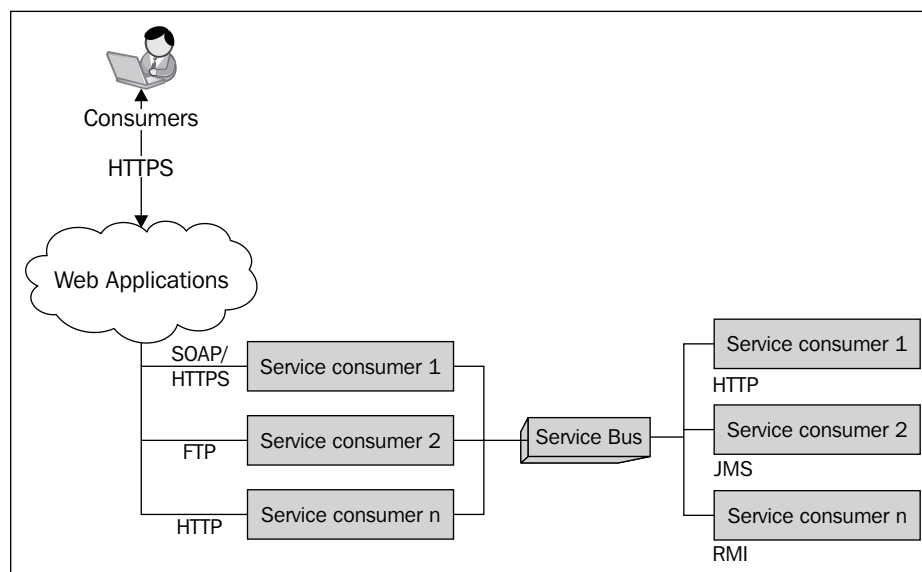 Consumers
HTTPS
Web Applications
SOAP/
HTTPS
Service consumer 1
FTP
Service consumer 2
HTTP
Service consumer n
Service Bus
Service consumer 1
HTTP
Service consumer 2
JMS
Service consumer n
RMI